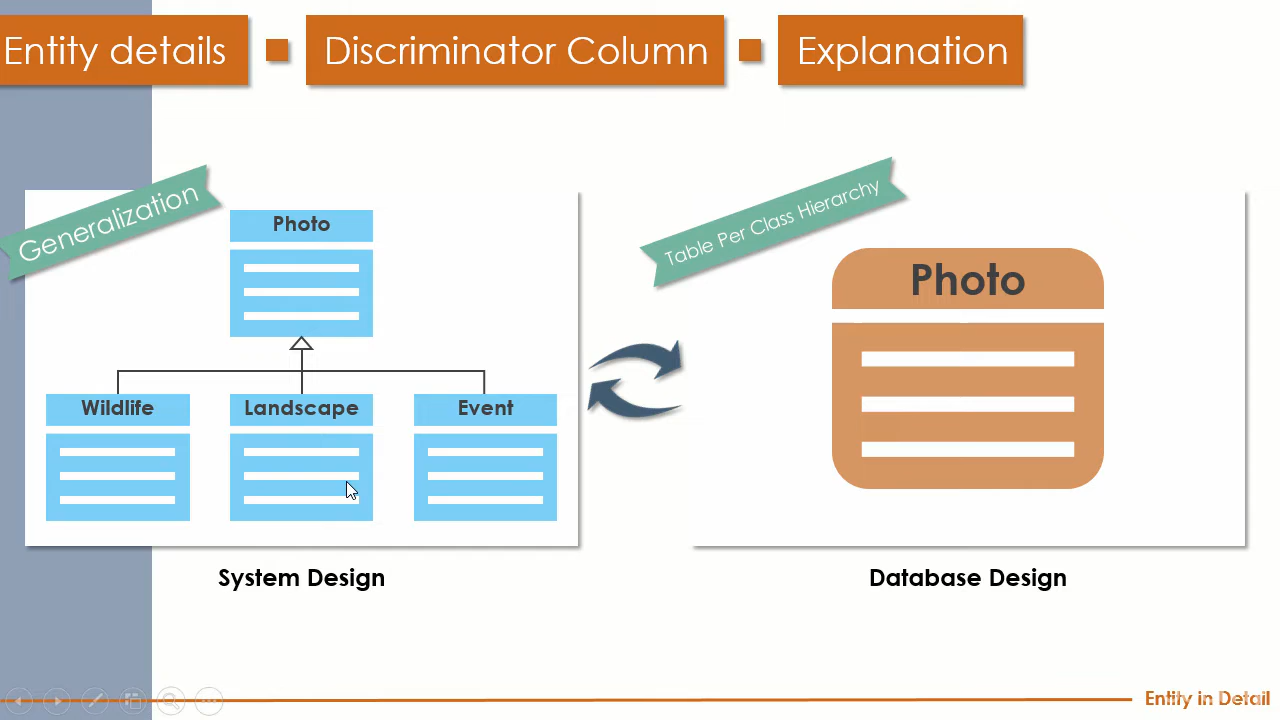 Entity details
Discriminator Column
Explanation
Generalization
Photo
Wildlife
Landscape
Event
System Design
Table Per Class Hierarchy
Photo
Database Design
Entity in Detail